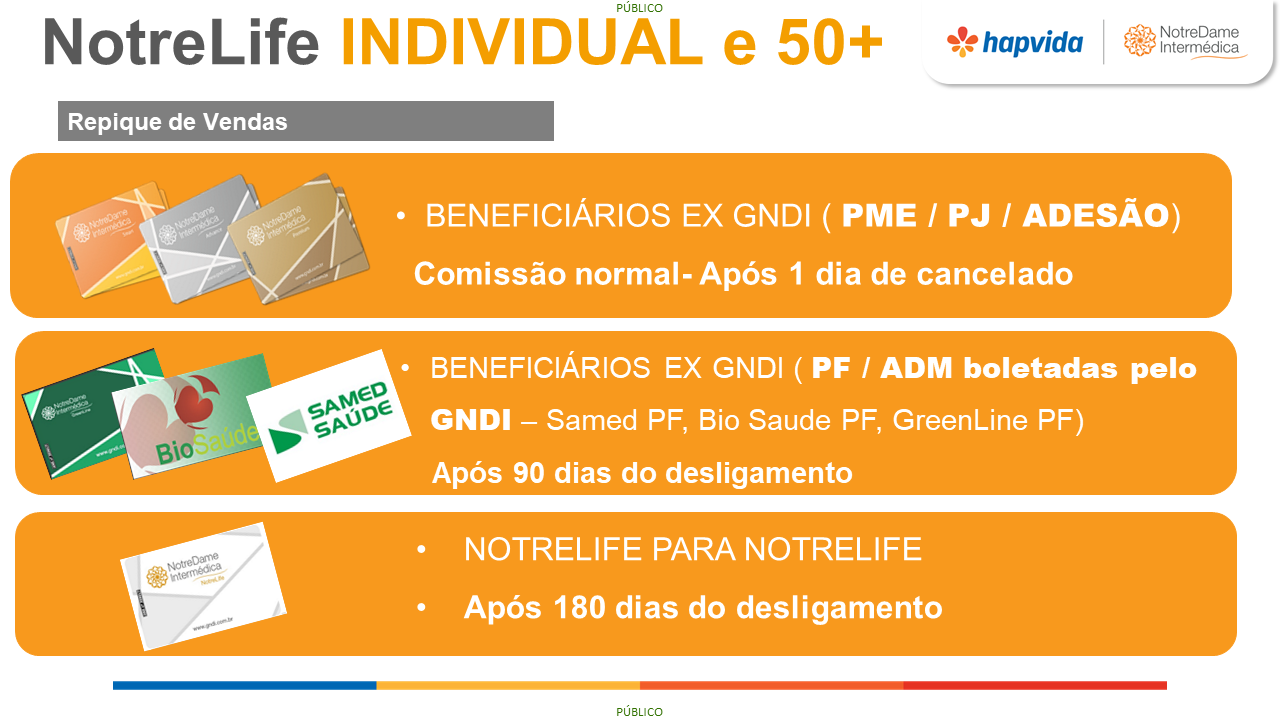 PÚBLICO
NotreLife INDIVIDUAL e 50+
hapvida
NotreDame
Intermédica
Repique de Vendas
NotreDame
Intermédica
NotreDame
Intermédica
Advance
NotreDame
Intermédica
Premium
• BENEFICIÁRIOS EX GNDI ( PME / PJ / ADESÃO)
Comissão normal- Após 1 dia de cancelado
NotreDame
Intermédica
GreenLine
BioSaúde
SAMED
SAÚDE
• BENEFICIÁRIOS EX GNDI ( PF / ADM boletadas pelo
GNDI – Samed PF, Bio Saude PF, GreenLine PF)
Após 90 dias do desligamento
NotreDame
Intermédica
NotreLife
www.gndi.com.br
• NOTRELIFE PARA NOTRELIFE
• Após 180 dias do desligamento
PÚBLICO